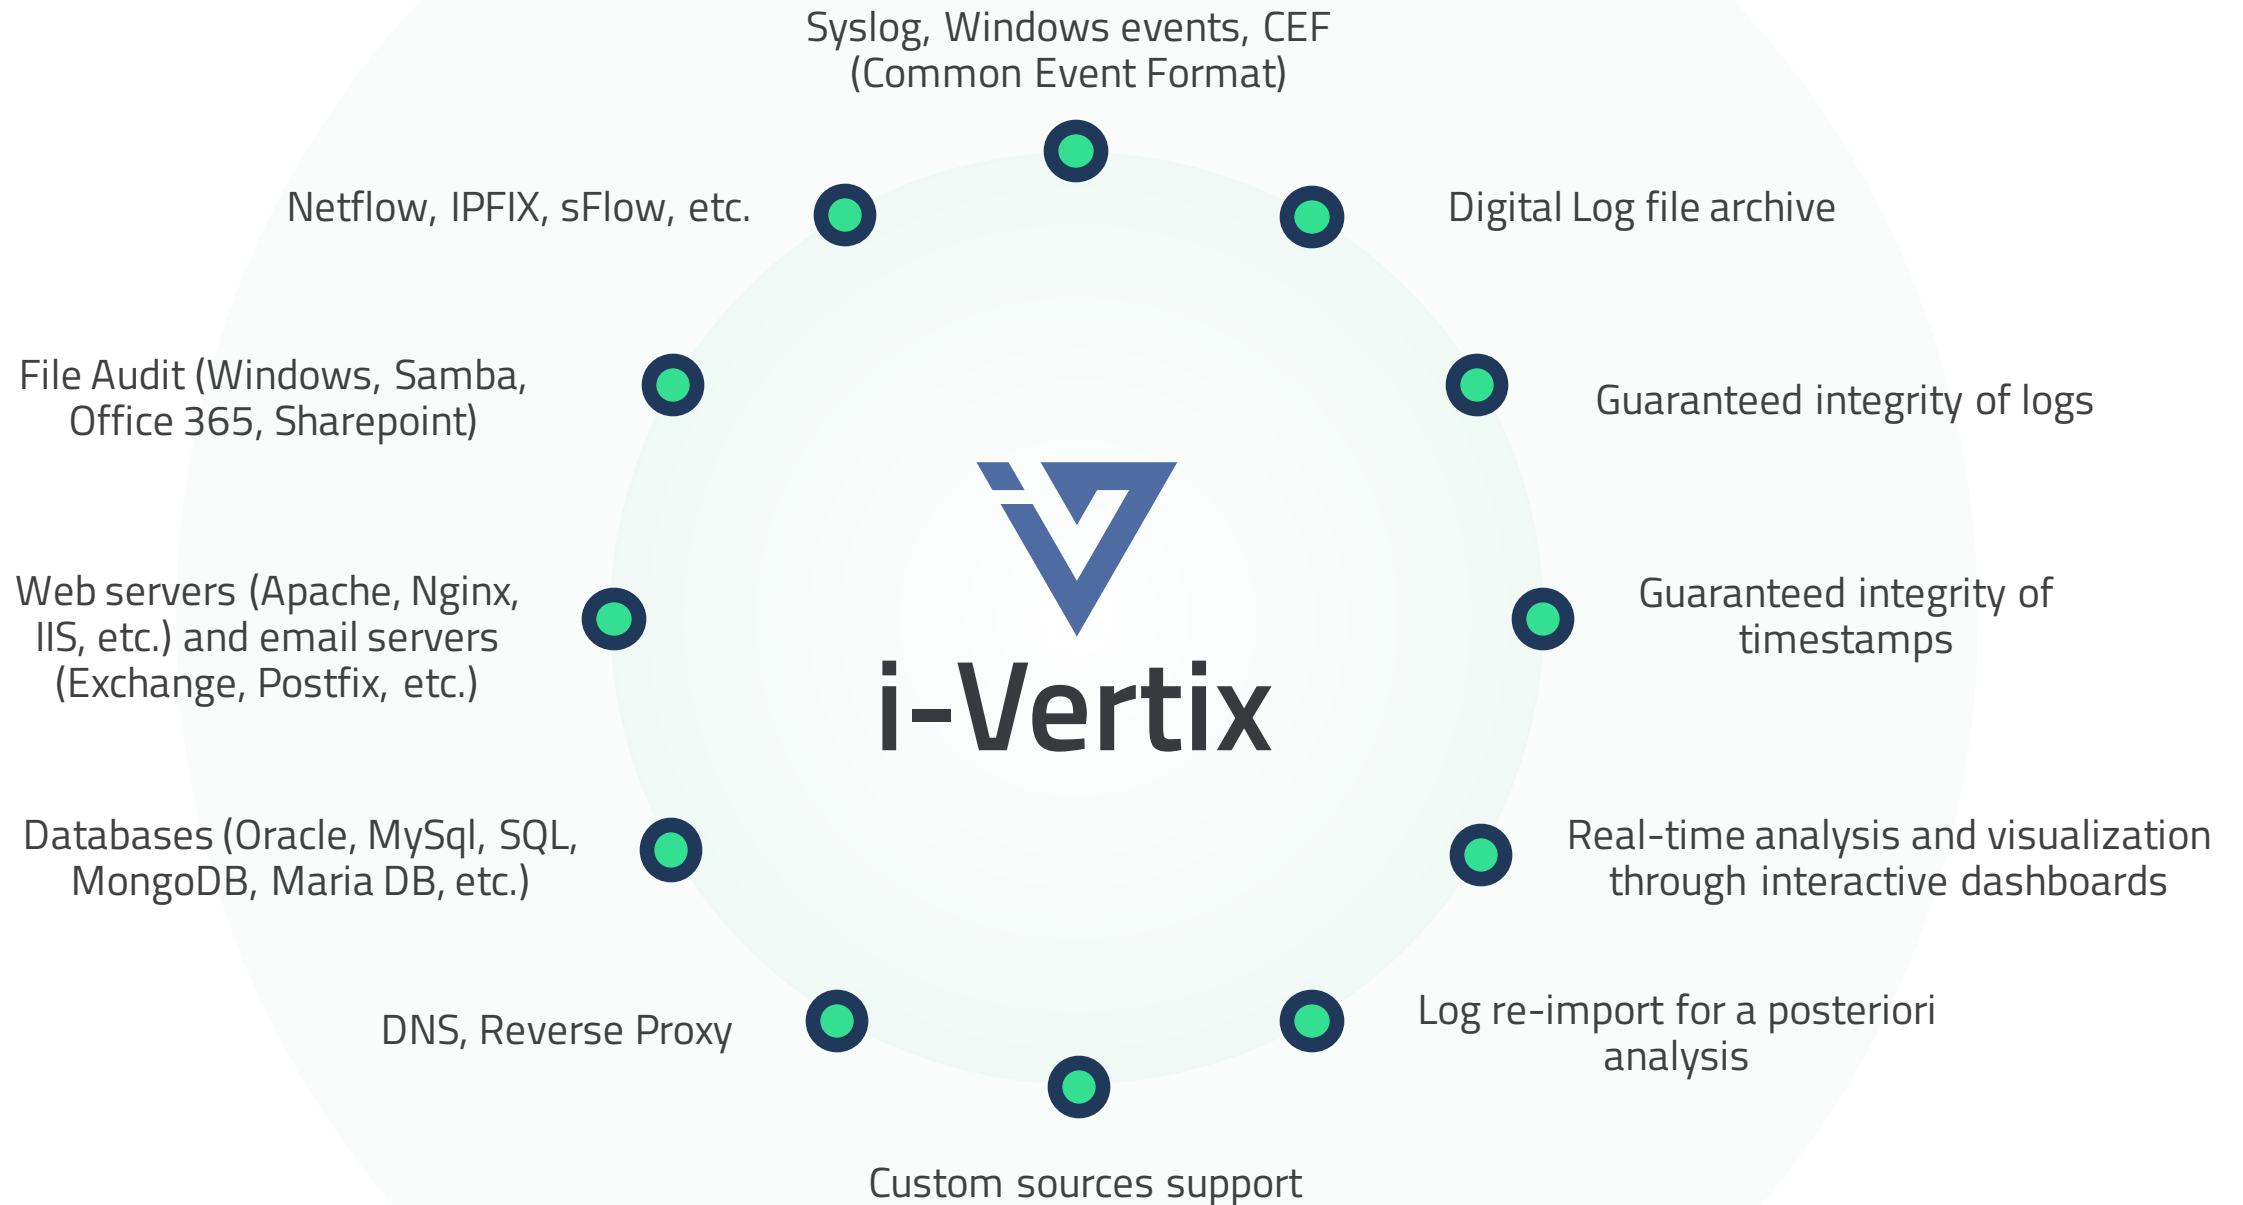 Syslog, Windows events, CEF
(Common Event Format)
Netflow, IPFIX, sFlow, etc.
Digital Log file archive
File Audit (Windows, Samba,
Office 365, Sharepoint)
Guaranteed integrity of logs
Web servers (Apache, Nginx,
IIS, etc.) and email servers
(Exchange, Postfix, etc.)
Guaranteed integrity of
timestamps
i-Vertix
Databases (Oracle, MySql, SQL,
MongoDB, Maria DB, etc.)
Real-time analysis and visualization
through interactive dashboards
DNS, Reverse Proxy
Log re-import for a posteriori
analysis
Custom sources support